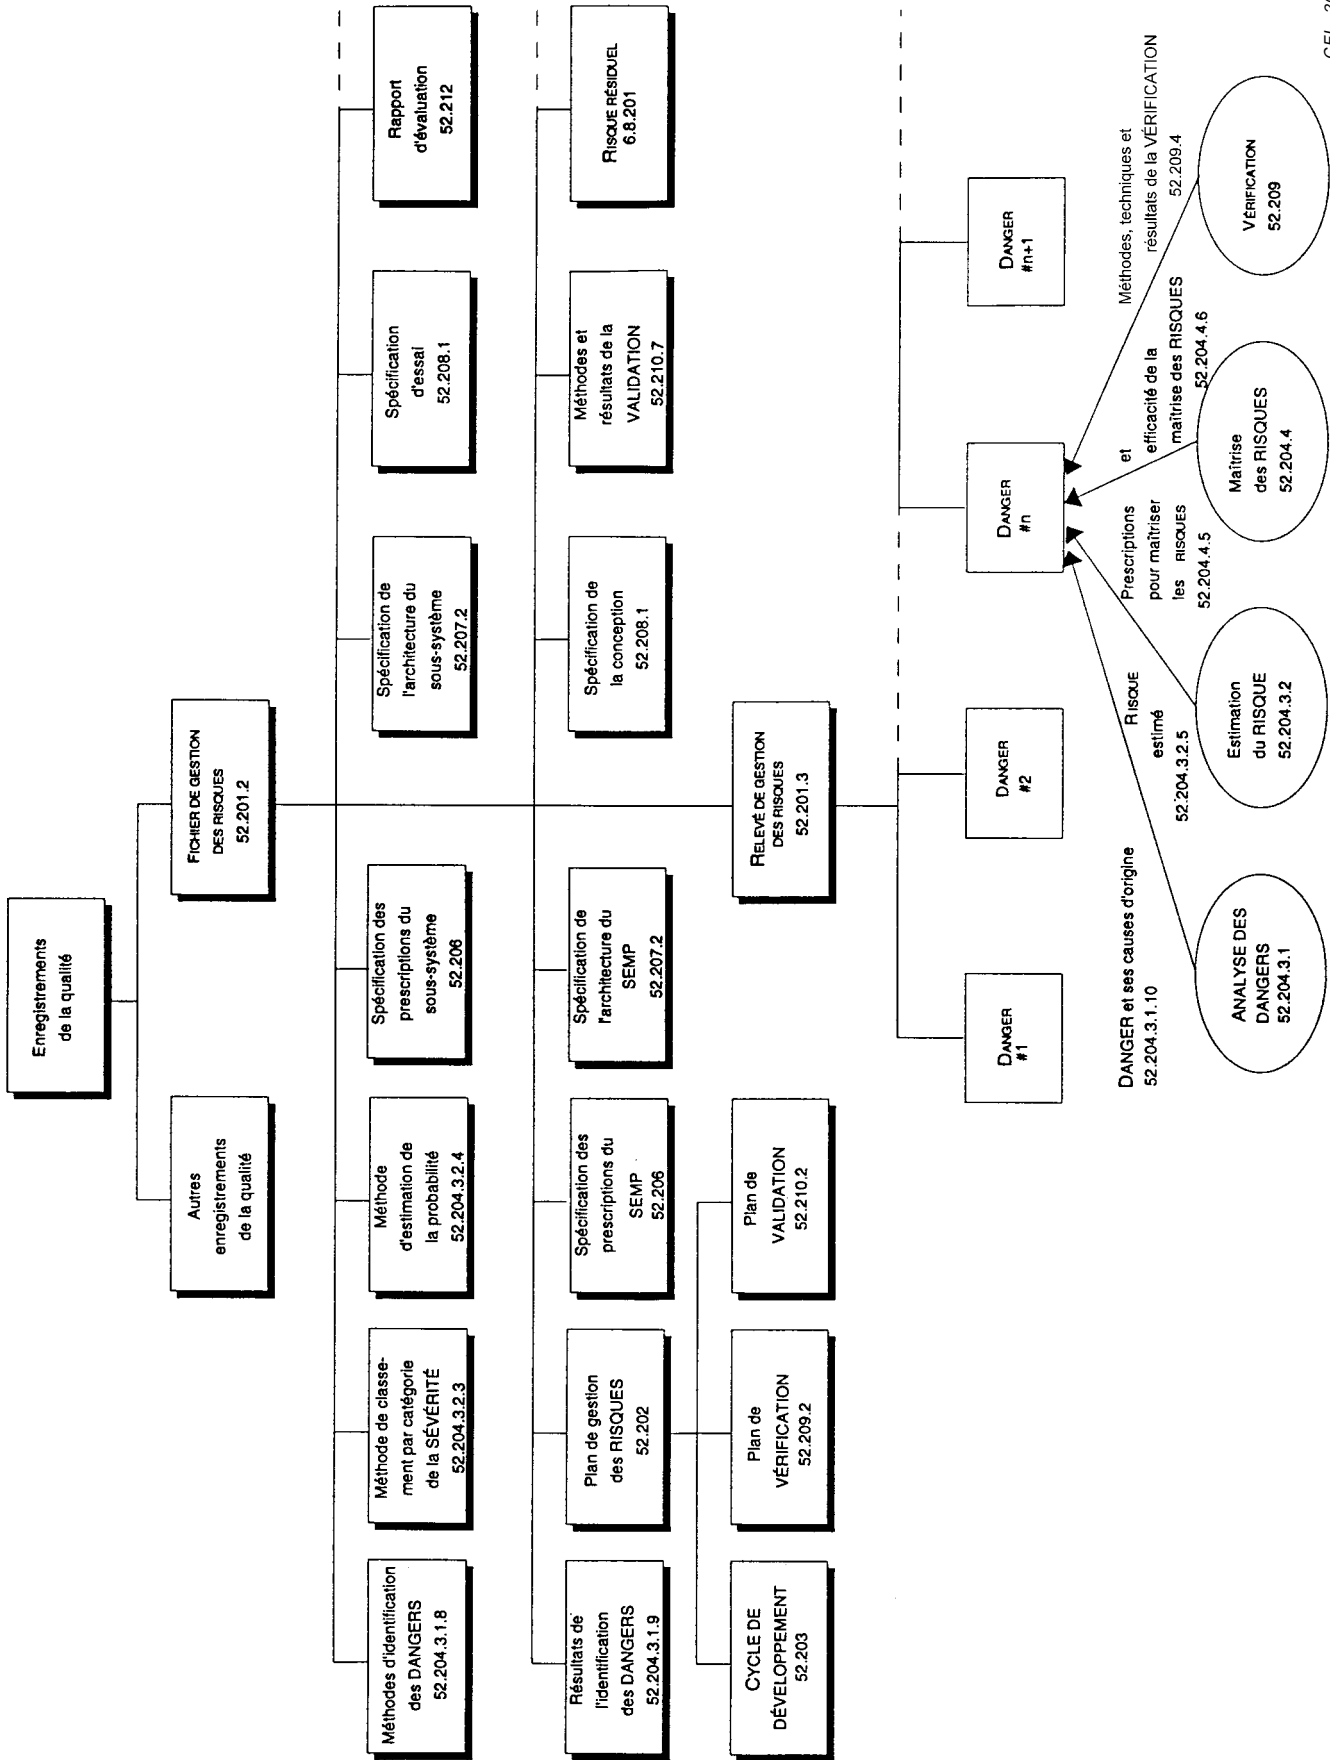 Enregistrements
de la qualité
Autres
enregistrements
de la qualité
FICHIER DE GESTION
DES RISQUES
52.201.2
Méthodes d'identification
des DANGERS
52.204.3.1.8
Méthode de classe-
ment par catégorie
de la SÉVÉRITÉ
52.204.3.2.3
Méthode
d'estimation de
la probabilité
52.204.3.2.4
Spécification des
prescriptions du
sous-système
52.206
Spécification de
l'architecture du
sous-système
52.207.2
Spécification
d'essai
52.208.1
Rapport
d'évaluation
52.212
Résultats de
l'identification
des DANGERS
52.204.3.1.9
Plan de gestion
des RISQUES
52.202
Spécification des
prescriptions du
SEMP
52.206
Spécification de
l'architecture du
SEMP
52.207.2
Spécification de
la conception
52.208.1
Méthodes et
résultats de la
VALIDATION
52.210.7
RISQUE RÉSIDUEL
6.8.201
CYCLE DE
DÉVELOPPEMENT
52.203
Plan de
VÉRIFICATION
52.209.2
Plan de
VALIDATION
52.210.2
RELEVÉ DE GESTION
DES RISQUES
52.201.3
DANGER
#1
DANGER
#2
DANGER
#n
DANGER
#n+1
DANGER et ses causes d'origine
52.204.3.1.10
RISQUE
estimé
52.204.3.2.5
Prescriptions
pour maîtriser
les RISQUES
52.204.4.5
et
efficacité de la
maîtrise des RISQUES
52.204.4.6
Méthodes, techniques et
résultats de la VÉRIFICATION
52.209.4
ANALYSE DES
DANGERS
52.204.3.1
Estimation
du RISQUE
52.204.3.2
Maîtrise
des RISQUES
52.204.4
VÉRIFICATION
52.209